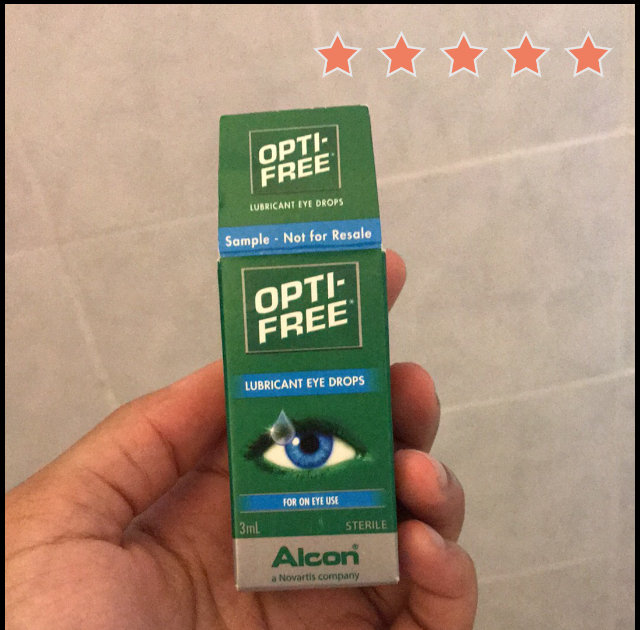 OPTI-
FREE®
LUBRICANT EYE DROPS
Sample - Not for Resale
OPTI-
FREE®
LUBRICANT EYE DROPS
FOR ON EYE USE
3mL STERILE
Alcon®
a Novartis company